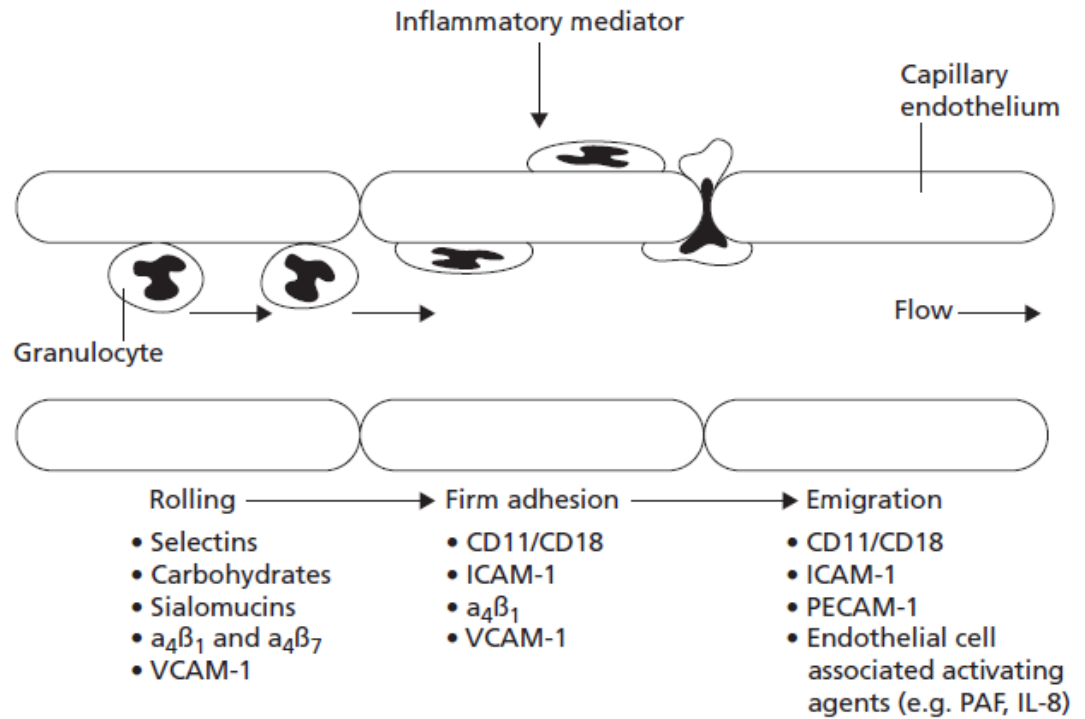 Inflammatory mediator
Capillary
endothelium
Flow
Granulocyte
Rolling
• Selectins
• Carbohydrates
• Sialomucins
• a₄ß₁ and a₄ß₇
• VCAM-1
Firm adhesion
• CD11/CD18
• ICAM-1
• a₄ß₁
• VCAM-1
Emigration
• CD11/CD18
• ICAM-1
• PECAM-1
• Endothelial cell
associated activating
agents (e.g. PAF, IL-8)